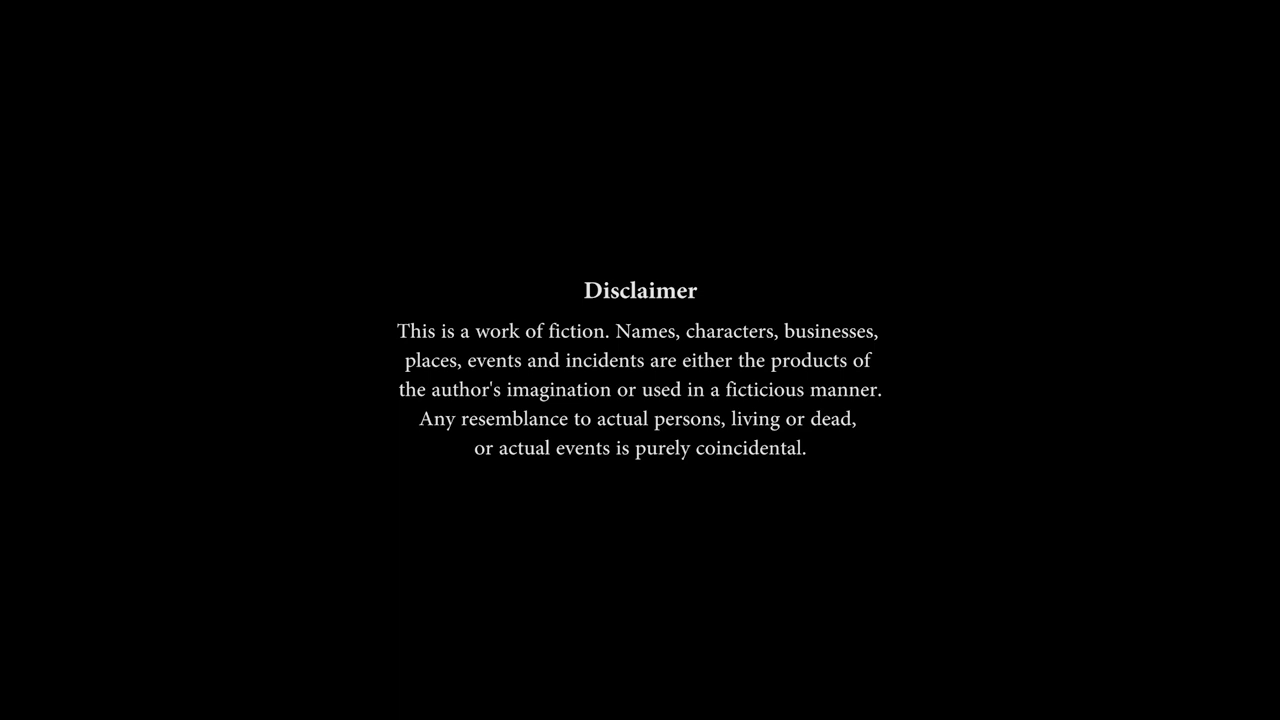 Disclaimer
This is a work of fiction. Names, characters, businesses,
places, events and incidents are either the products of
the author's imagination or used in a ficticious manner.
Any resemblance to actual persons, living or dead,
or actual events is purely coincidental.